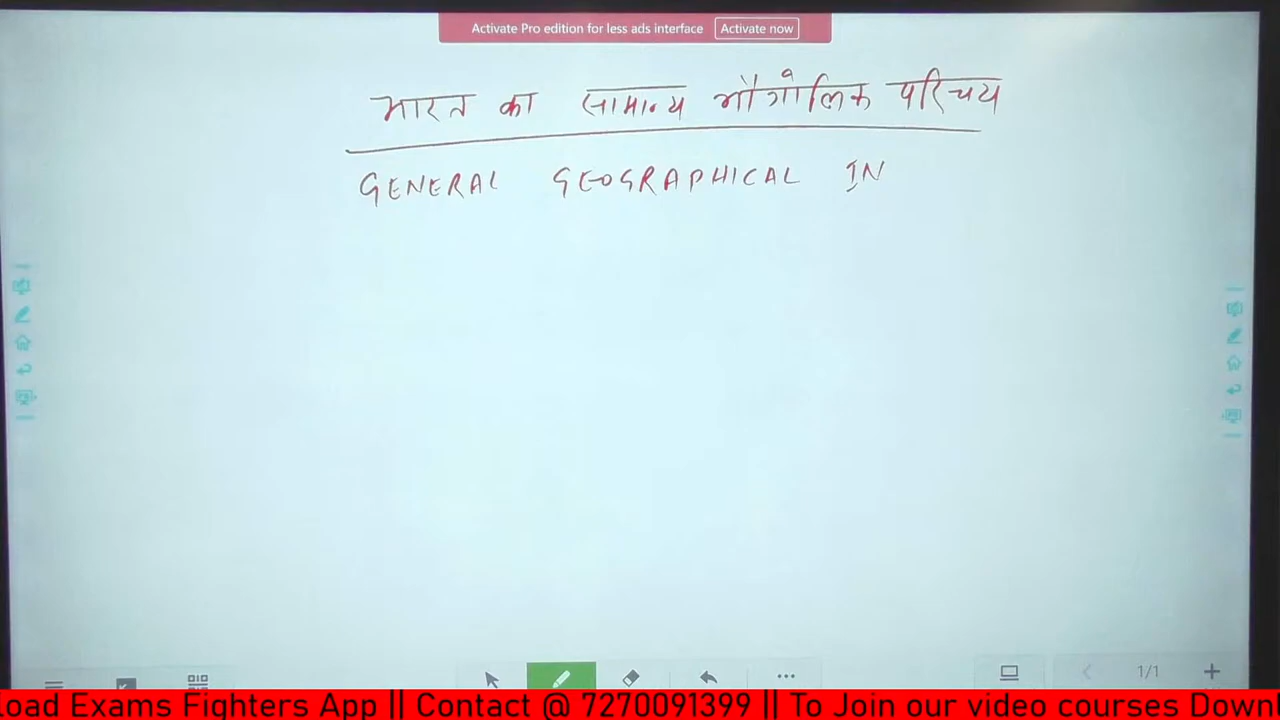 Activate Pro edition for less ads interface Activate now
भारत का सामान्य भौगोलिक परिचय
GENERAL GEOGRAPHICAL IN
1/1
load Exams Fighters App || Contact @ 7270091399 || To Join our video courses Down